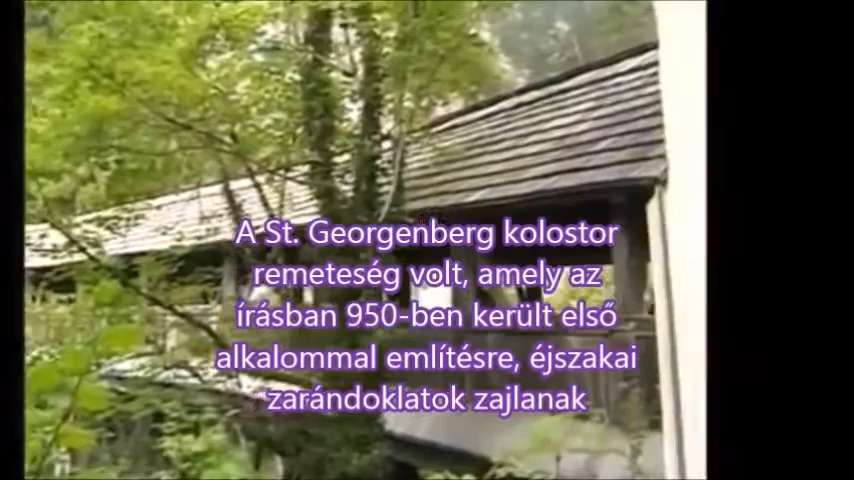 A St. Georgenberg kolostor
remeteség volt, amely az
írásban 950-ben került első
alkalommal említésre, éjszakai
zarándoklatok zajlanak